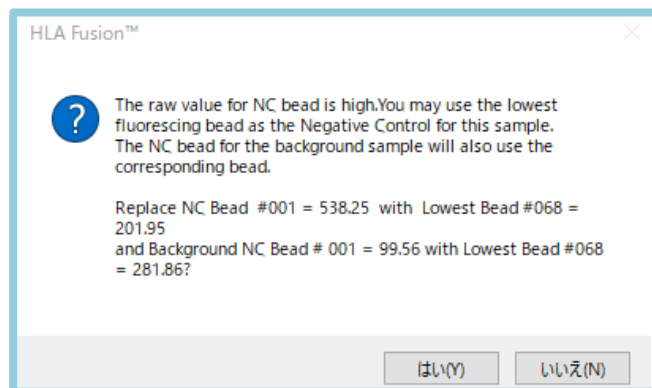 HLA Fusion™
The raw value for NC bead is high.You may use the lowest
fluorescing bead as the Negative Control for this sample.
The NC bead for the background sample will also use the
corresponding bead.
Replace NC Bead #001 = 538.25 with Lowest Bead #068 =
201.95
and Background NC Bead # 001 = 99.56 with Lowest Bead #068
= 281.86?
はい(Y)
いいえ(N)